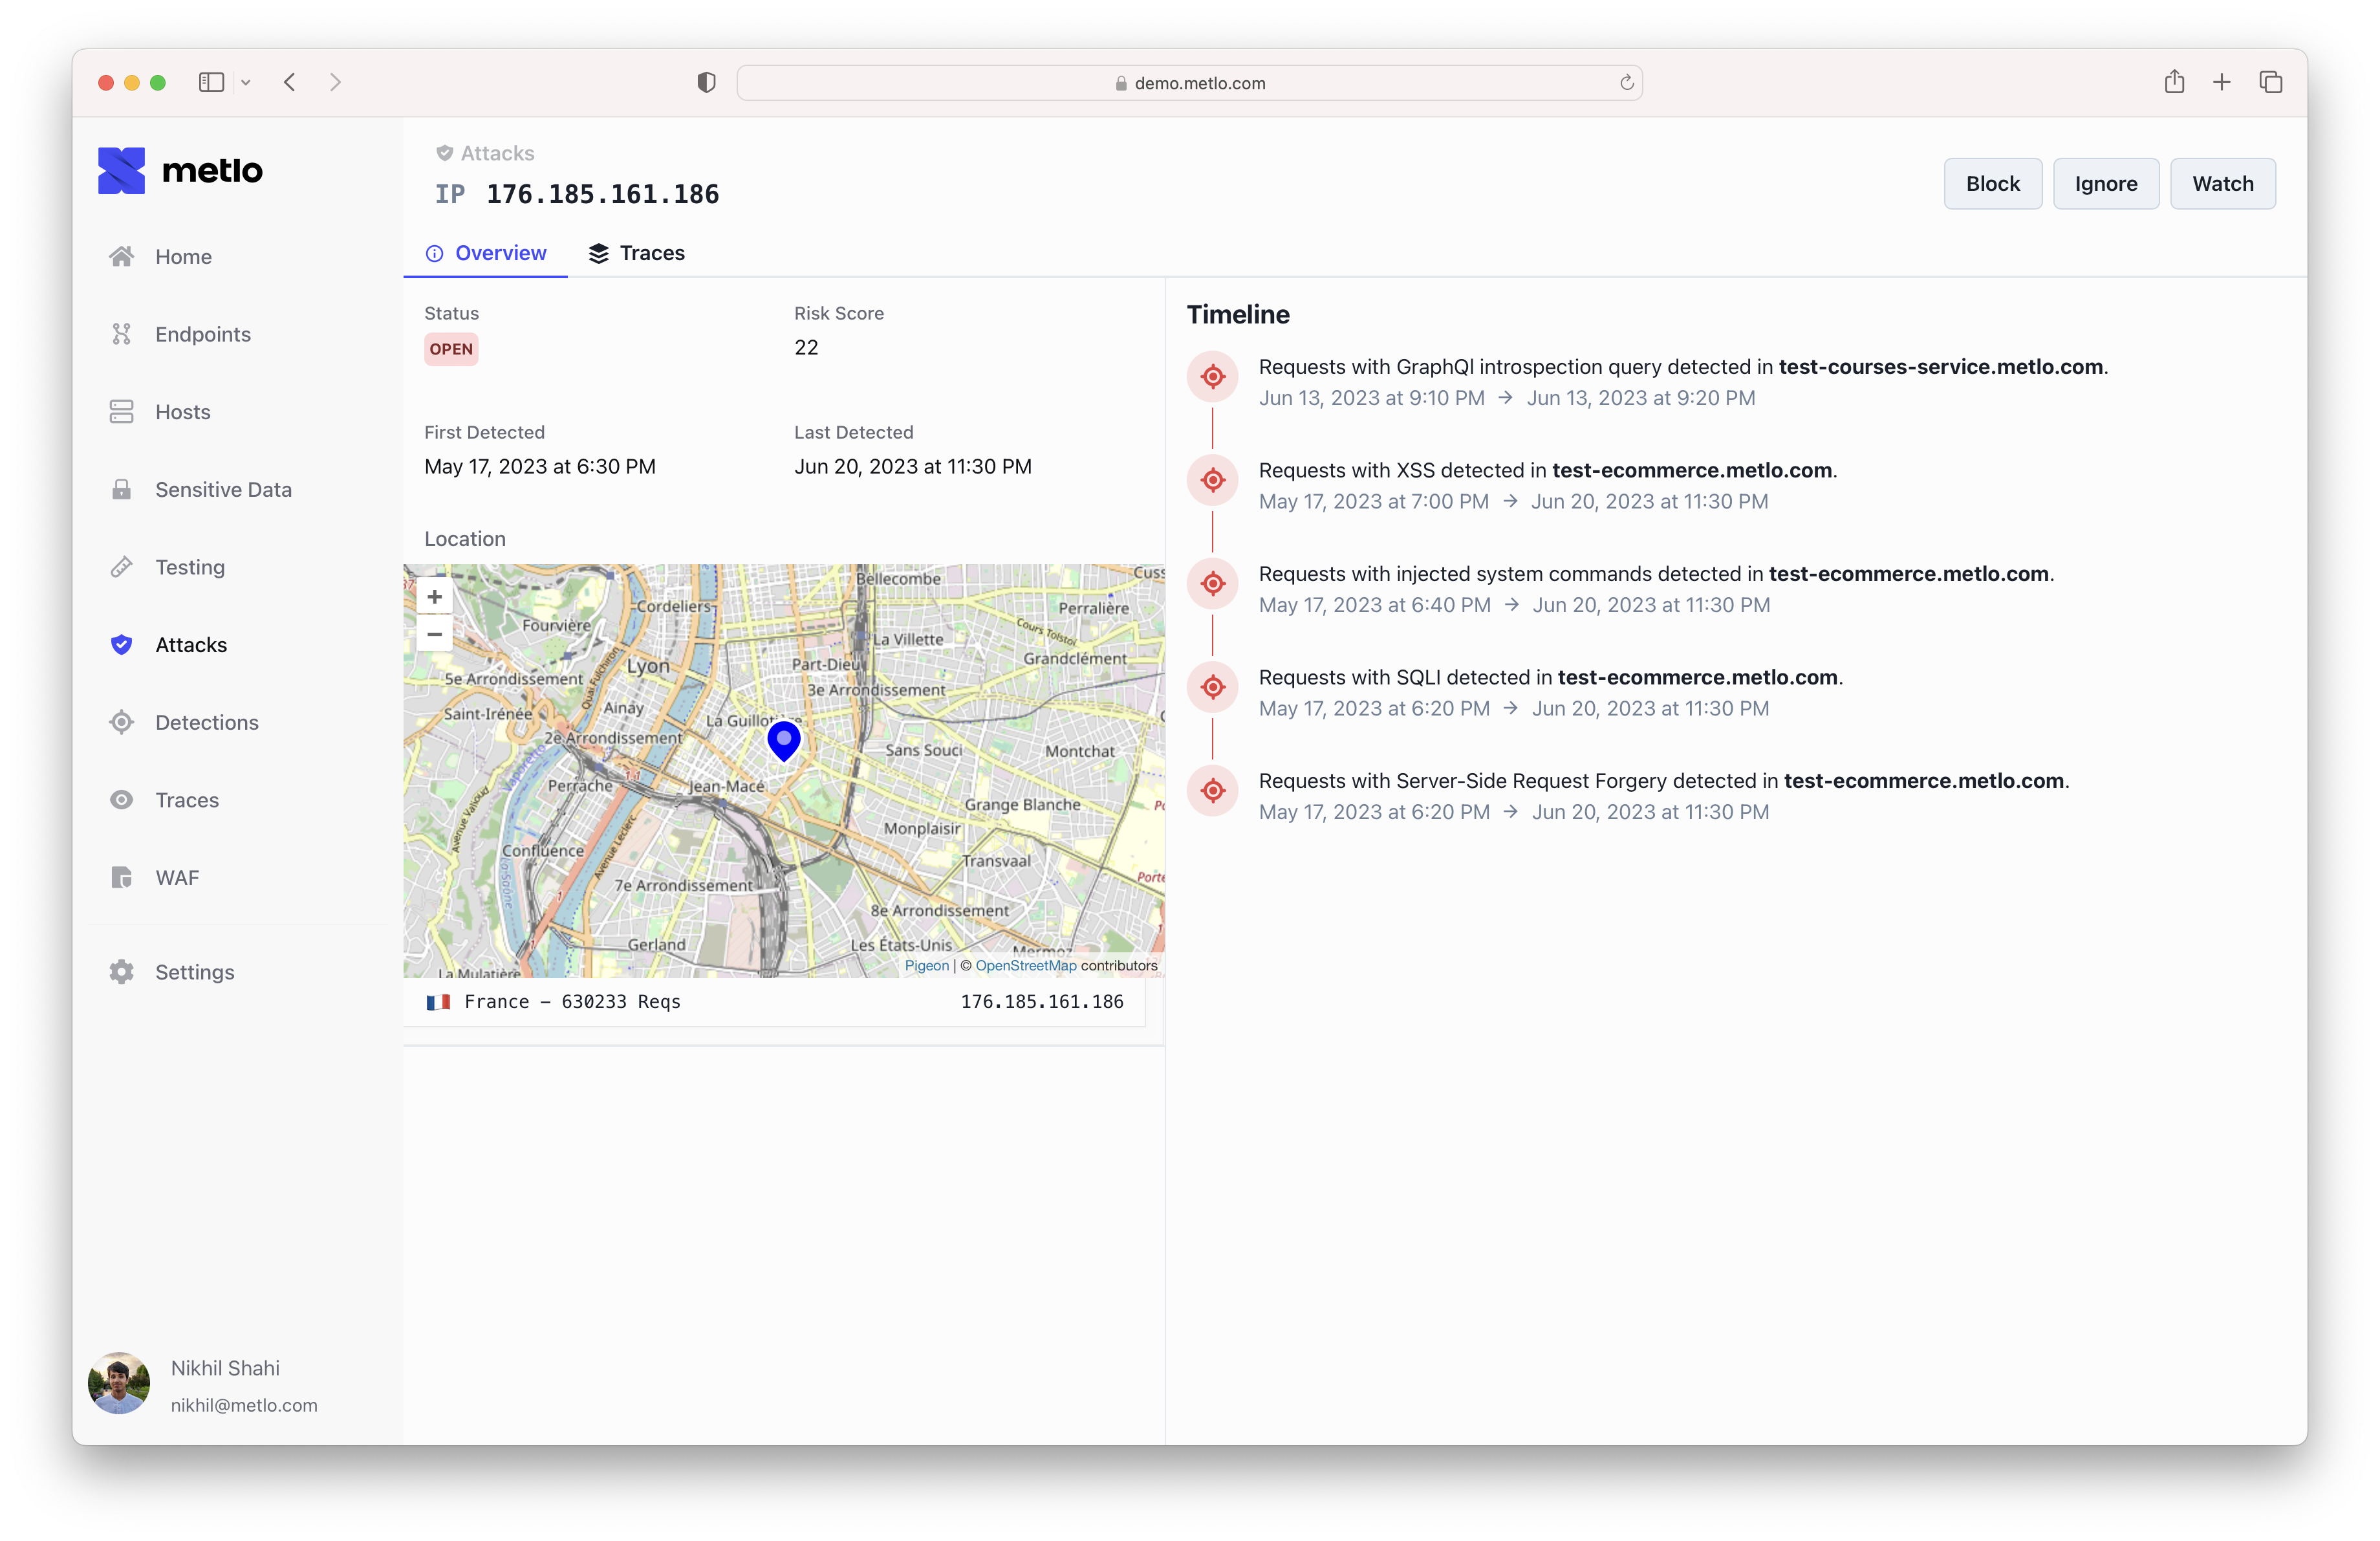 demo.metlo.com
metlo
Home
Endpoints
Hosts
Sensitive Data
Testing
Attacks
Detections
Traces
WAF
Settings
Nikhil Shahi
nikhil@metlo.com
Attacks
IP 176.185.161.186
Block
Ignore
Watch
Overview
Traces
Status
OPEN
Risk Score
22
First Detected
May 17, 2023 at 6:30 PM
Last Detected
Jun 20, 2023 at 11:30 PM
Location
+
−
Bellecombe
Cordeliers
Perralière
Fourvière
Cours Tolstoï
La Villette
Lyon
Part-Dieu
Grandclément
5e Arrondissement
Quai Fulchiron
3e Arrondissement
Saint-Irénée
Ainay
La Guillotière
2e Arrondissement
Sans Souci
Montchat
Vaporetto
Perrache
Jean-Macé
Grange Blanche
Avenue Valioud
Monplaisir
Confluence
Avenue Leclerc
Transvaal
La Saône
7e Arrondissement
8e Arrondissement
Gerland
Les États-Unis
Mermoz
La Mulatière
Pigeon | © OpenStreetMap contributors
France – 630233 Reqs
176.185.161.186
Timeline
Requests with GraphQl introspection query detected in test-courses-service.metlo.com.
Jun 13, 2023 at 9:10 PM → Jun 13, 2023 at 9:20 PM
Requests with XSS detected in test-ecommerce.metlo.com.
May 17, 2023 at 7:00 PM → Jun 20, 2023 at 11:30 PM
Requests with injected system commands detected in test-ecommerce.metlo.com.
May 17, 2023 at 6:40 PM → Jun 20, 2023 at 11:30 PM
Requests with SQLI detected in test-ecommerce.metlo.com.
May 17, 2023 at 6:20 PM → Jun 20, 2023 at 11:30 PM
Requests with Server-Side Request Forgery detected in test-ecommerce.metlo.com.
May 17, 2023 at 6:20 PM → Jun 20, 2023 at 11:30 PM